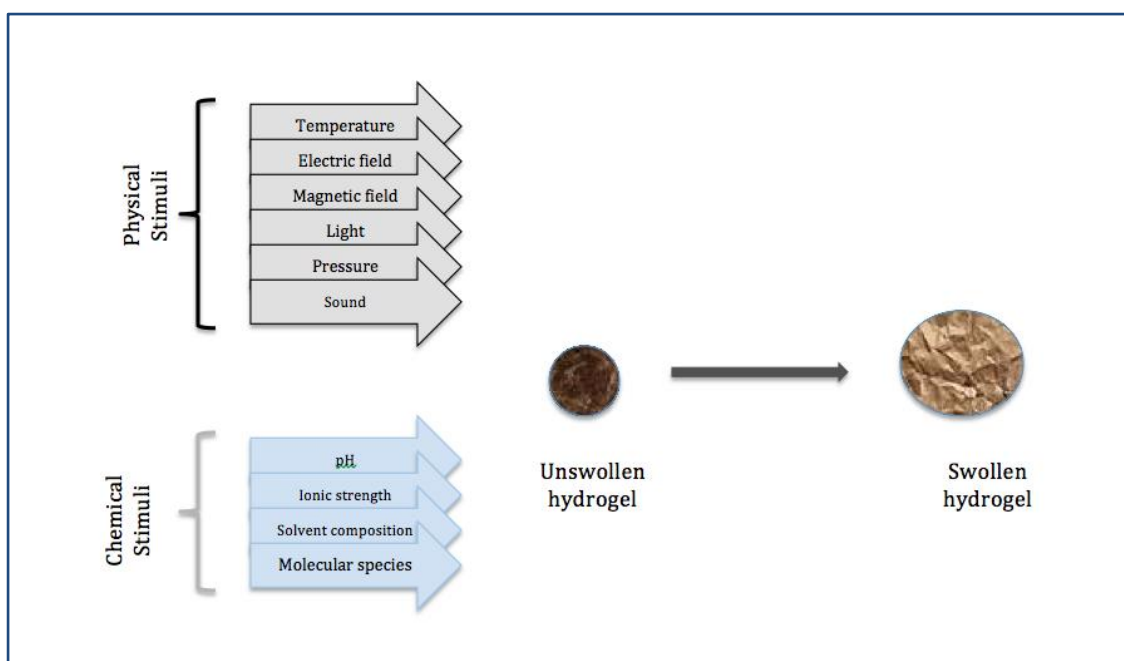 Physical
Stimuli
Temperature
Electric field
Magnetic field
Light
Pressure
Sound
Chemical
Stimuli
pH
Ionic strength
Solvent composition
Molecular species
Unswollen
hydrogel
Swollen
hydrogel